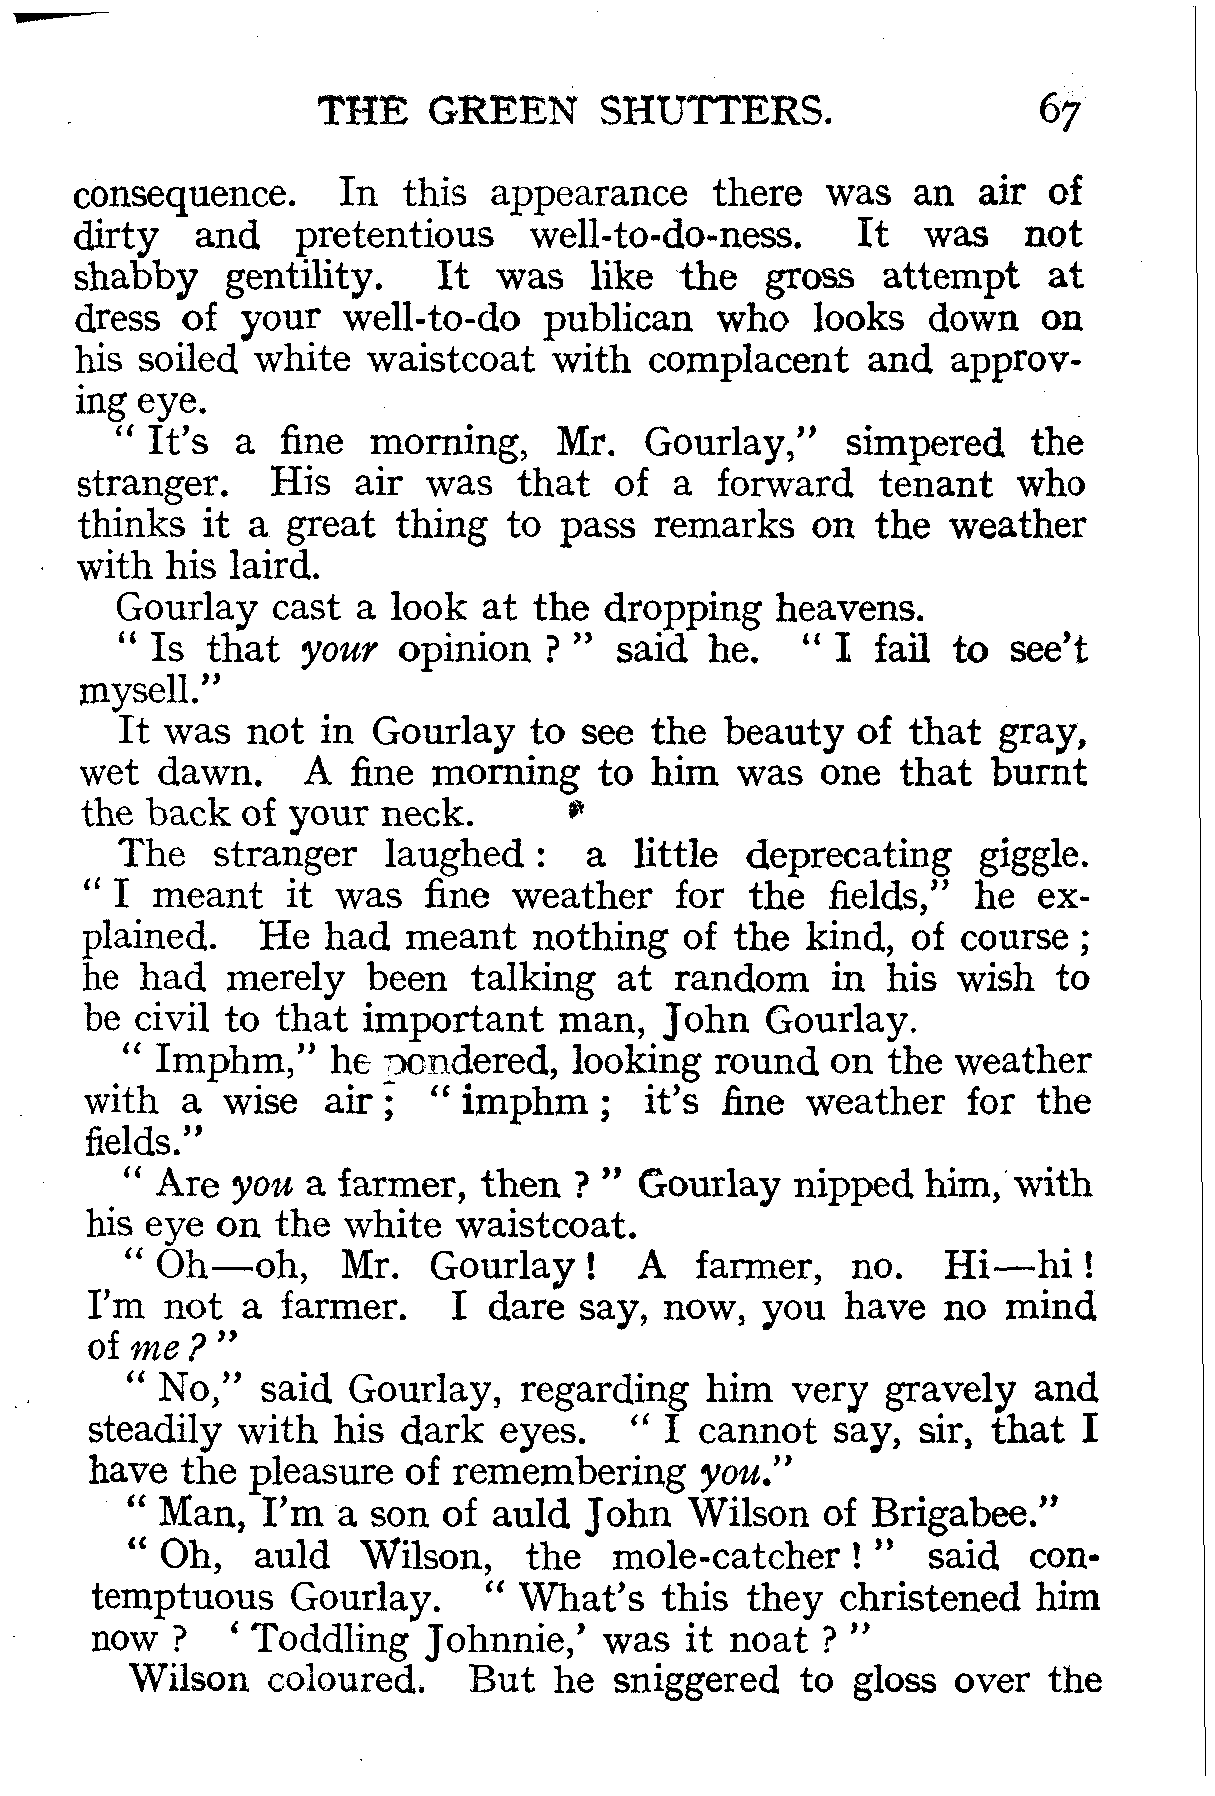 THE GREEN SHUTTERS. 67
consequence. In this appearance there was an air of
dirty and pretentious well-to-do-ness. It was not
shabby gentility. It was like the gross attempt at
dress of your well-to-do publican who looks down on
his soiled white waistcoat with complacent and approv-
ing eye.
“ It's a fine morning, Mr. Gourlay,” simpered the
stranger. His air was that of a forward tenant who
thinks it a great thing to pass remarks on the weather
with his laird.
Gourlay cast a look at the dropping heavens.
“ Is that your opinion ? ” said he. “ I fail to see't
mysell.”
It was not in Gourlay to see the beauty of that gray,
wet dawn. A fine morning to him was one that burnt
the back of your neck.
The stranger laughed : a little deprecating giggle.
“ I meant it was fine weather for the fields,” he ex-
plained. He had meant nothing of the kind, of course ;
he had merely been talking at random in his wish to
be civil to that important man, John Gourlay.
“ Imphm,” he pondered, looking round on the weather
with a wise air ; “ imphm ; it's fine weather for the
fields.”
“ Are you a farmer, then ? ” Gourlay nipped him, with
his eye on the white waistcoat.
“ Oh—oh, Mr. Gourlay ! A farmer, no. Hi—hi !
I'm not a farmer. I dare say, now, you have no mind
of me ? ”
“ No,” said Gourlay, regarding him very gravely and
steadily with his dark eyes. “ I cannot say, sir, that I
have the pleasure of remembering you.”
“ Man, I'm a son of auld John Wilson of Brigabee.”
“ Oh, auld Wilson, the mole-catcher ! ” said con-
temptuous Gourlay. “ What's this they christened him
now ? ‘ Toddling Johnnie,’ was it noat ? ”
Wilson coloured. But he sniggered to gloss over the